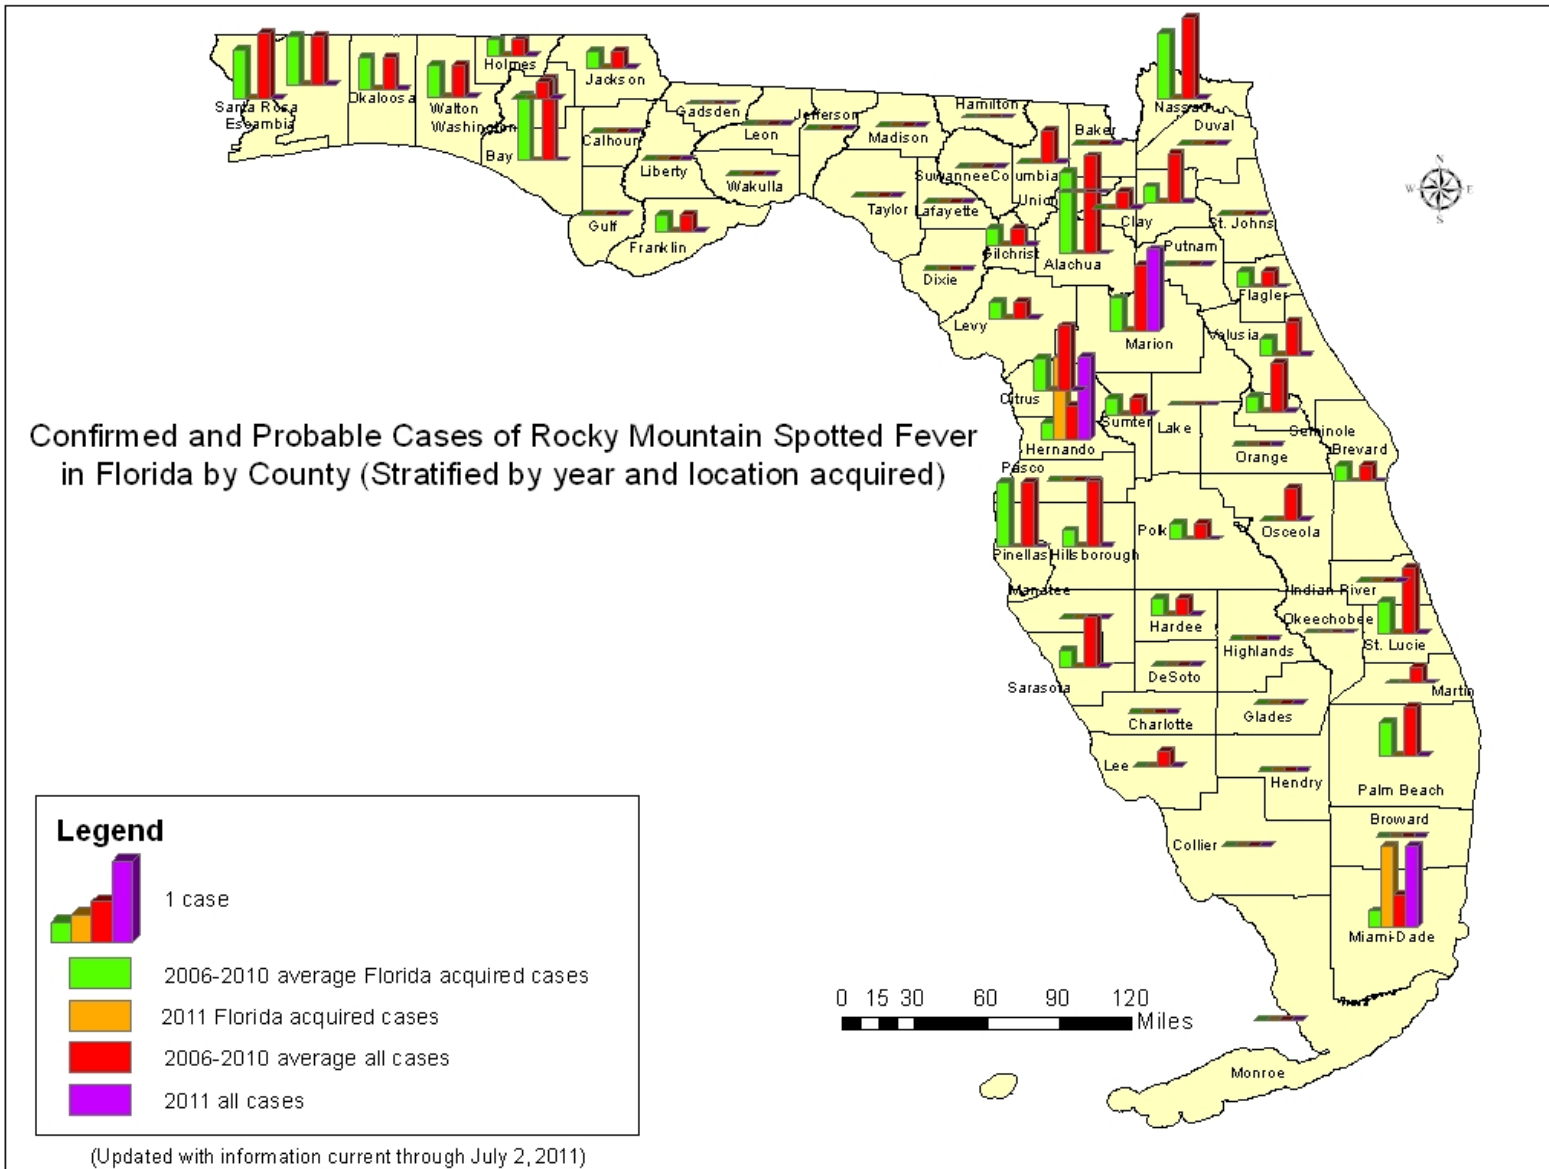 Holmes
Jackson
Santa Rosa
Escambia
Okaloosa
Walton
Washington
Bay
Calhoun
Gadsden
Liberty
Gulf
Franklin
Leon
Wakulla
Jefferson
Madison
Taylor
Hamilton
Suwannee
Columbia
Lafayette
Dixie
Baker
Union
Gilchrist
Alachua
Nassau
Duval
Clay
St. Johns
Putnam
Flagler
Levy
Marion
Volusia
N
W
E
S
Confirmed and Probable Cases of Rocky Mountain Spotted Fever
in Florida by County (Stratified by year and location acquired)
Citrus
Sumter
Lake
Hernando
Seminole
Orange
Brevard
Pasco
Pinellas
Hillsborough
Polk
Osceola
Manatee
Hardee
Indian River
Okeechobee
Highlands
St. Lucie
Sarasota
DeSoto
Martin
Charlotte
Glades
Lee
Hendry
Palm Beach
Collier
Broward
Miami-Dade
Monroe
0 15 30 60 90 120
Miles
Legend
1 case
2006-2010 average Florida acquired cases
2011 Florida acquired cases
2006-2010 average all cases
2011 all cases
(Updated with information current through July 2, 2011)